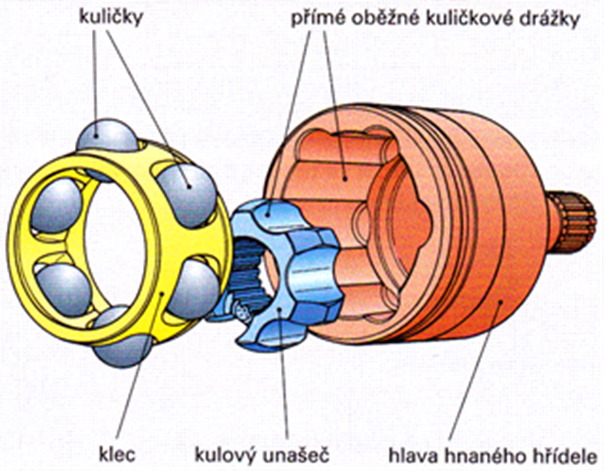 kuličky
přímé oběžné kuličkové drážky
klec
kulový unašeč
hlava hnaného hřídele